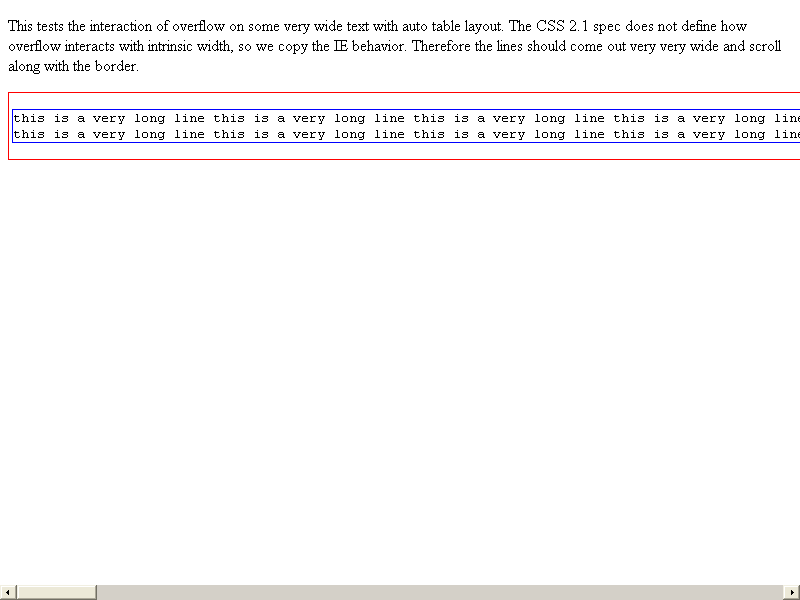 This tests the interaction of overflow on some very wide text with auto table layout. The CSS 2.1 spec does not define how
overflow interacts with intrinsic width, so we copy the IE behavior. Therefore the lines should come out very very wide and scroll
along with the border.
this is a very long line this is a very long line this is a very long line this is a very long line
this is a very long line this is a very long line this is a very long line this is a very long line